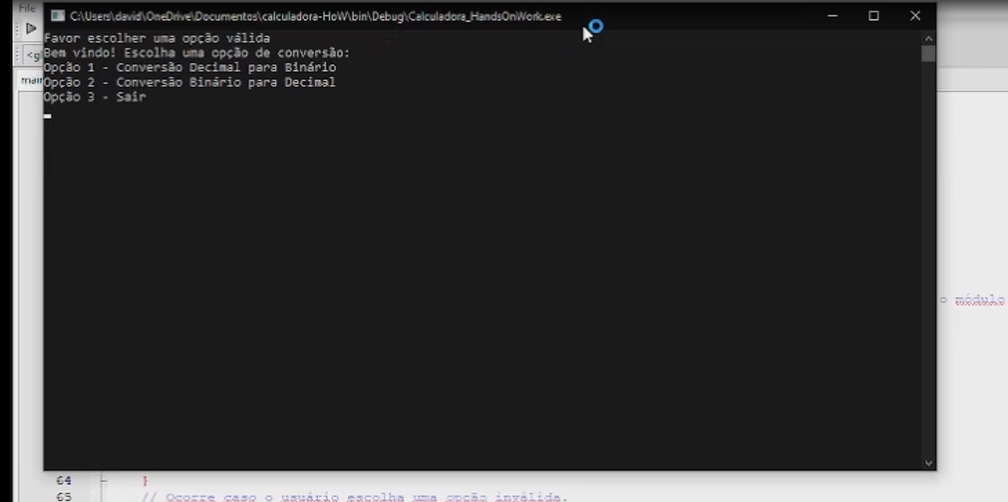 File
C:\Users\david\OneDrive\Documentos\calculadora-HoW\bin\Debug\Calculadora_HandsOnWork.exe
Favor escolher uma opção válida
Bem vindo! Escolha uma opção de conversão:
Opção 1 - Conversão Decimal para Binário
Opção 2 - Conversão Binário para Decimal
Opção 3 - Sair
<g
main
o módulo
64 }
65 // Ocorre caso o usuário escolha uma opção inválida.